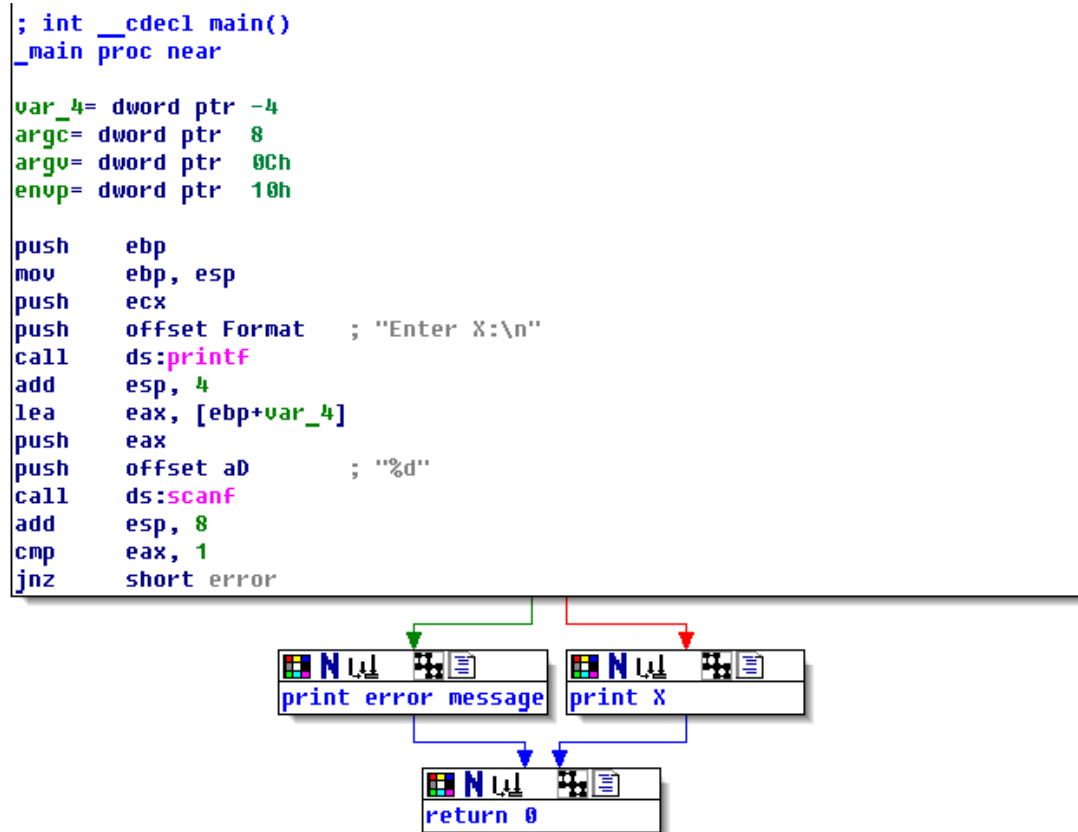 ; int __cdecl main()
_main proc near
var_4= dword ptr -4
argc= dword ptr  8
argv= dword ptr  0Ch
envp= dword ptr  10h
push    ebp
mov     ebp, esp
push    ecx
push    offset Format   ; "Enter X:\n"
call    ds:printf
add     esp, 4
lea     eax, [ebp+var_4]
push    eax
push    offset aD       ; "%d"
call    ds:scanf
add     esp, 8
cmp     eax, 1
jnz     short error
print error message
print X
return 0